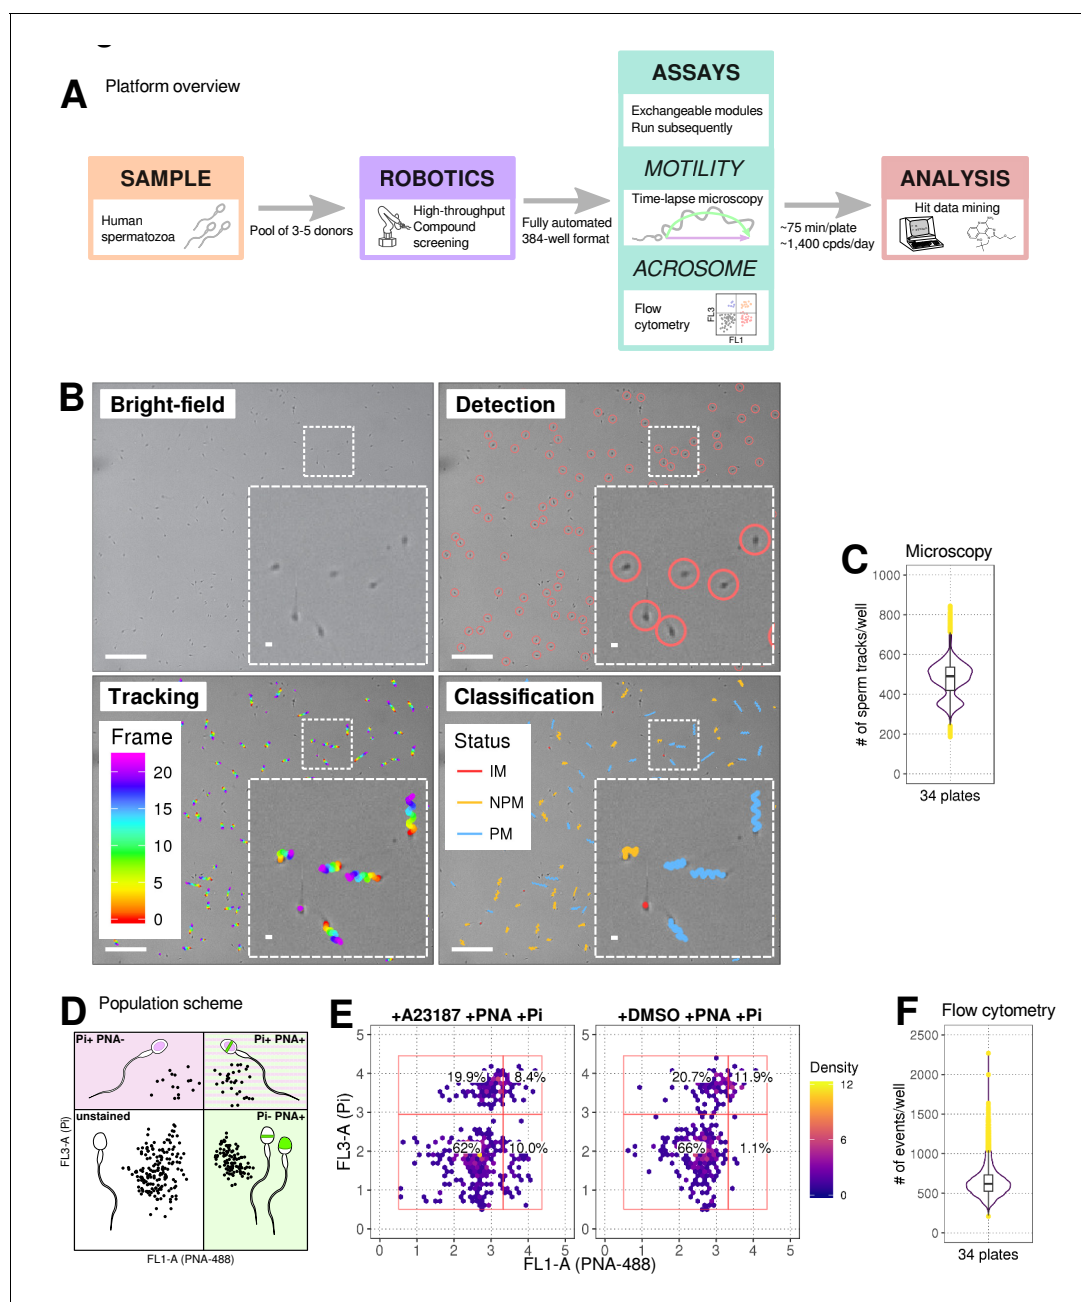 A Platform overview
SAMPLE
Human
spermatozoa
Pool of 3-5 donors
ROBOTICS
High-throughput
Compound
screening
Fully automated
384-well format
ASSAYS
Exchangeable modules
Run subsequently
MOTILITY
Time-lapse microscopy
ACROSOME
Flow
cytometry
FL3
FL1
~75 min/plate
~1,400 cpds/day
ANALYSIS
Hit data mining
B
Bright-field
Detection
Tracking
Frame
20
15
10
5
0
Classification
Status
IM
NPM
PM
C Microscopy
# of sperm tracks/well
1000
800
600
400
200
0
34 plates
D Population scheme
Pi+ PNA-
Pi+ PNA+
unstained
Pi- PNA+
FL3-A (Pi)
FL1-A (PNA-488)
E
+A23187 +PNA +Pi
+DMSO +PNA +Pi
FL3-A (Pi)
5
4
3
2
1
0
19.9% 8.4%
62% 10.0%
0 1 2 3 4 5
5
4
3
2
1
0
20.7% 11.9%
66% 1.1%
0 1 2 3 4 5
FL1-A (PNA-488)
Density
12
6
0
F Flow cytometry
# of events/well
2500
2000
1500
1000
500
0
34 plates